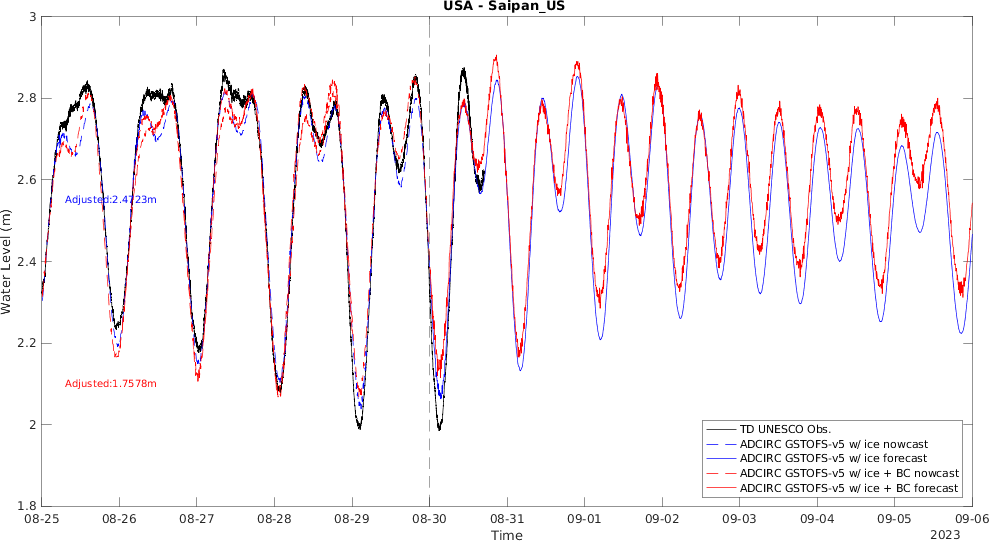 USA - Saipan_US
3
2.8
2.6
2.4
2.2
2
1.8
Water Level (m)
Adjusted:2.4723m
Adjusted:1.7578m
TD UNESCO Obs.
ADCIRC GSTOFS-v5 w/ ice nowcast
ADCIRC GSTOFS-v5 w/ ice forecast
ADCIRC GSTOFS-v5 w/ ice + BC nowcast
ADCIRC GSTOFS-v5 w/ ice + BC forecast
08-25 08-26 08-27 08-28 08-29 08-30 08-31 09-01 09-02 09-03 09-04 09-05 09-06
Time
2023